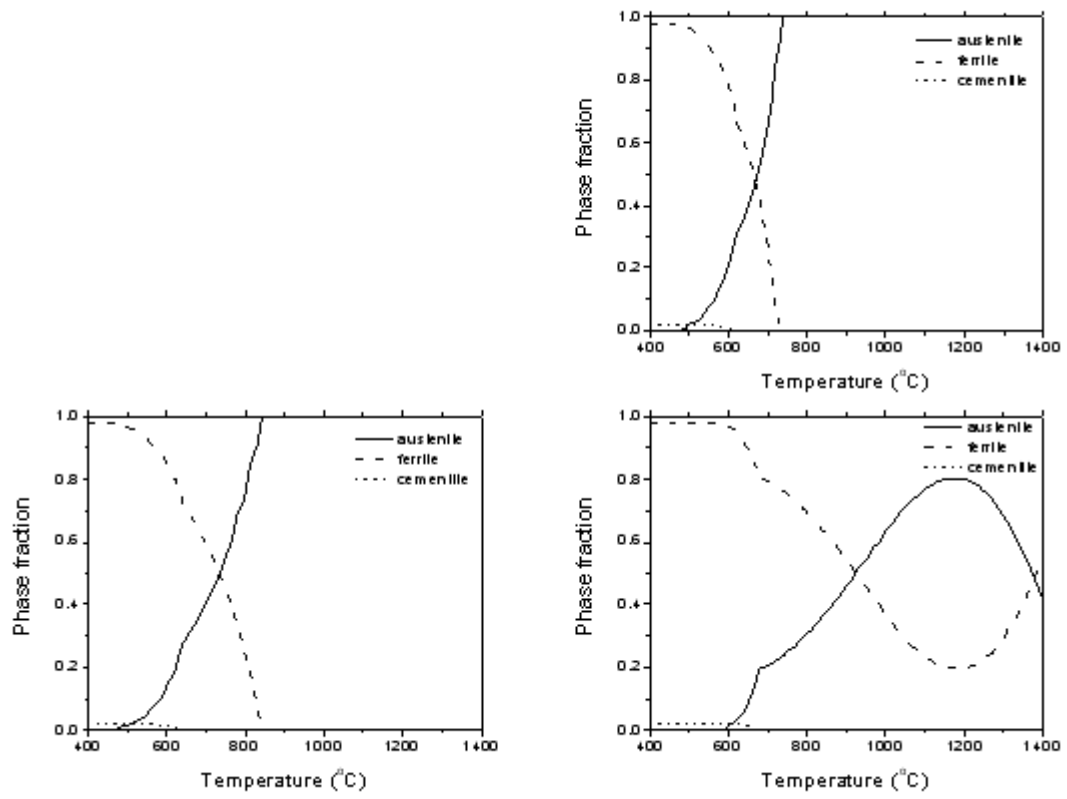 1.0
0.8
0.6
0.4
0.2
0.0
Phase fraction
austenite
ferrite
cementite
400 600 800 1000 1200 1400
Temperature (°C)
1.0
0.8
0.6
0.4
0.2
0.0
Phase fraction
austenite
ferrite
cementite
400 600 800 1000 1200 1400
Temperature (°C)
1.0
0.8
0.6
0.4
0.2
0.0
Phase fraction
austenite
ferrite
cementite
400 600 800 1000 1200 1400
Temperature (°C)